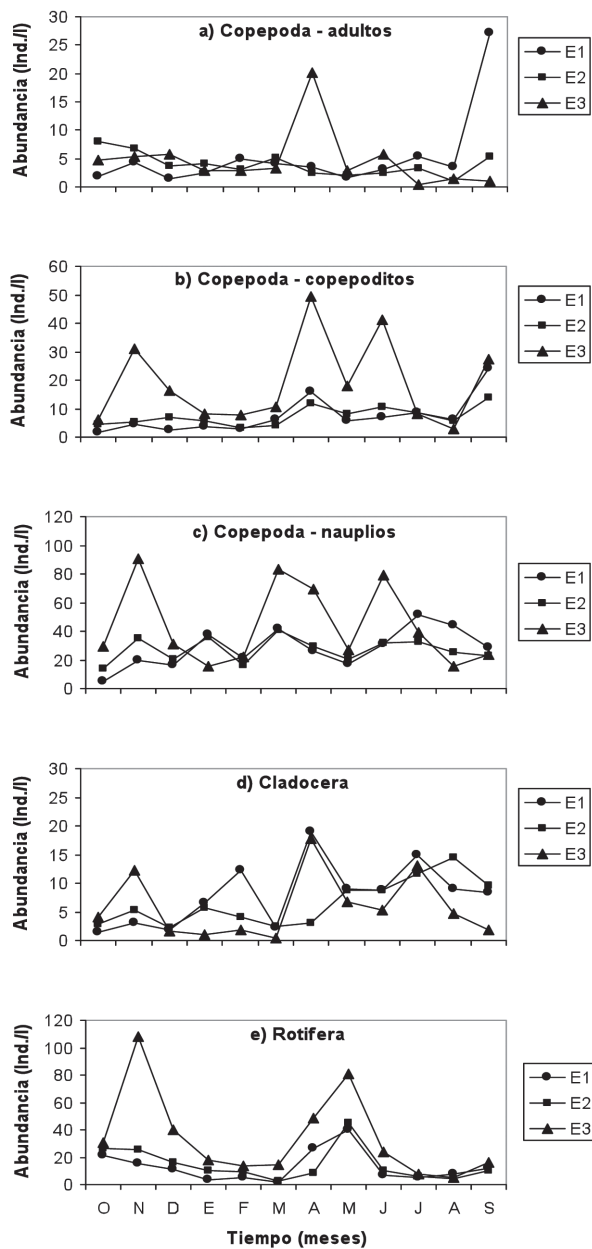 a) Copepoda - adultos
Abundancia (Ind./l)
30
25
20
15
10
5
0
E1
E2
E3
b) Copepoda - copepoditos
Abundancia (Ind./l)
60
50
40
30
20
10
0
E1
E2
E3
c) Copepoda - nauplios
Abundancia (Ind./l)
120
100
80
60
40
20
0
E1
E2
E3
d) Cladocera
Abundancia (Ind./l)
30
25
20
15
10
5
0
E1
E2
E3
e) Rotifera
Abundancia (Ind./l)
120
100
80
60
40
20
0
E1
E2
E3
O N D E F M A M J J A S
Tiempo (meses)